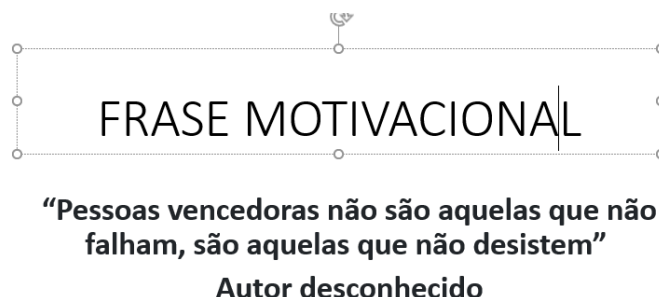 FRASE MOTIVACIONAL
“Pessoas vencedoras não são aquelas que não
falham, são aquelas que não desistem”
Autor desconhecido